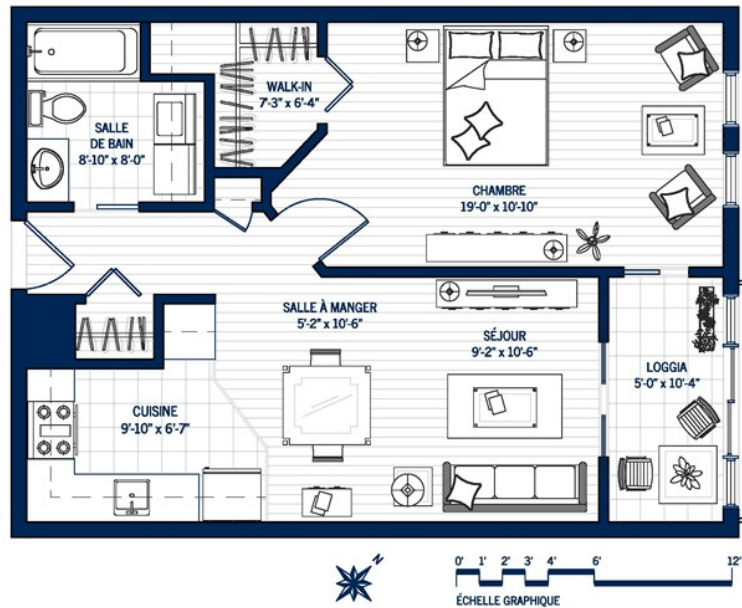 WALK-IN
7'-3" x 6'-4"
SALLE
DE BAIN
8'-10" x 8'-0"
CHAMBRE
19'-0" x 10'-10"
SALLE À MANGER
5'-2" x 10'-6"
SÉJOUR
9'-2" x 10'-6"
LOGGIA
5'-0" x 10'-4"
CUISINE
9'-10" x 6'-7"
N
0' 1' 2' 3' 4' 6' 12'
ÉCHELLE GRAPHIQUE